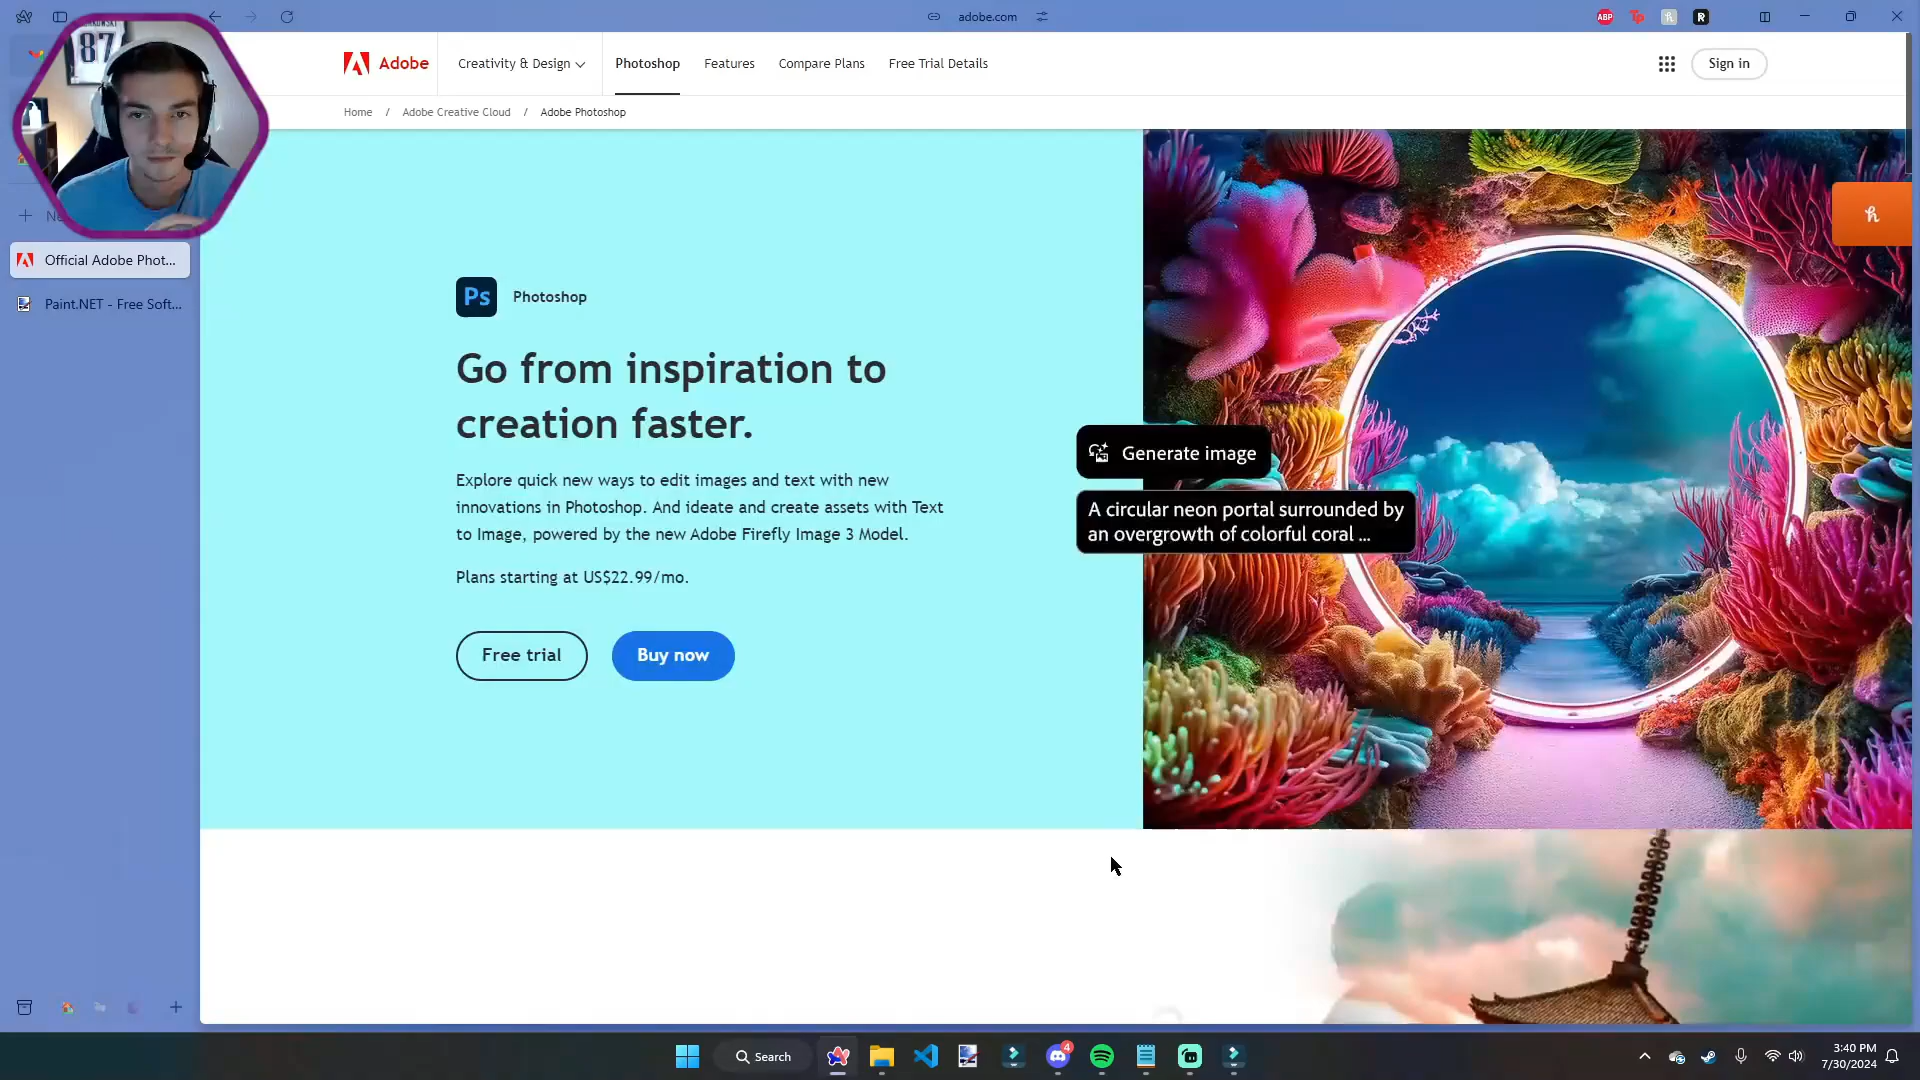 adobe.com
ABP
Tp
R
87
Adobe
Creativity & Design
Photoshop
Features
Compare Plans
Free Trial Details
Sign in
Home / Adobe Creative Cloud / Adobe Photoshop
Official Adobe Phot...
Paint.NET - Free Soft...
Ps Photoshop
Go from inspiration to
creation faster.
Explore quick new ways to edit images and text with new
innovations in Photoshop. And ideate and create assets with Text
to Image, powered by the new Adobe Firefly Image 3 Model.
Plans starting at US$22.99/mo.
Free trial
Buy now
Generate image
A circular neon portal surrounded by
an overgrowth of colorful coral ...
Search
4
3:40 PM
7/30/2024